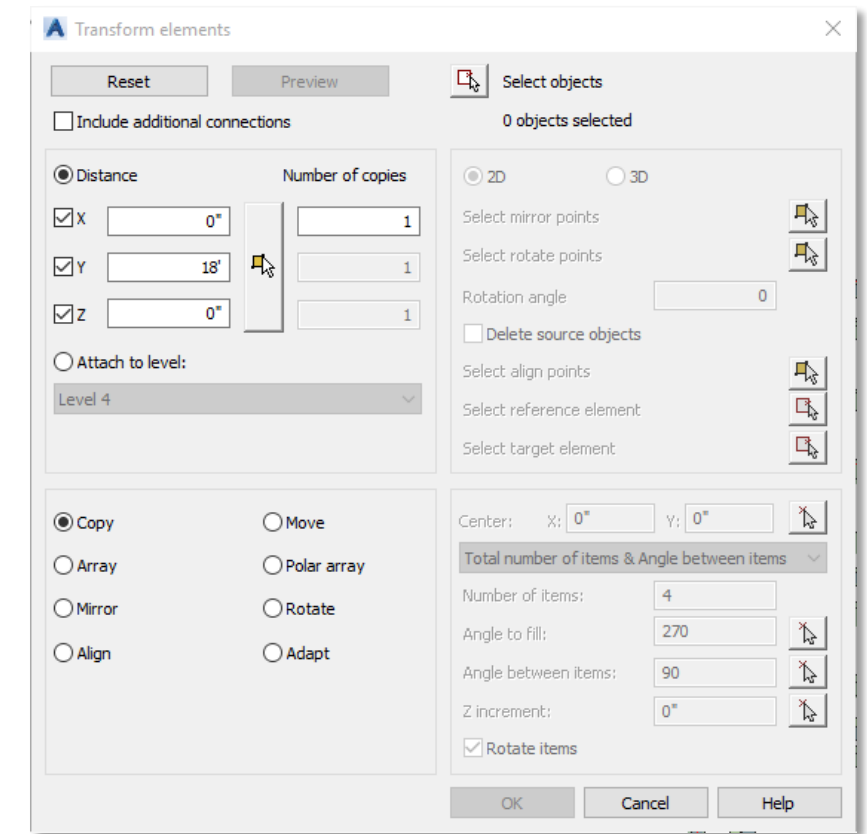 Transform elements
Reset Preview Select objects
Include additional connections 0 objects selected
Distance Number of copies
X 0" 1
Y 18' 1
Z 0" 1
Attach to level:
Level 4
2D 3D
Select mirror points
Select rotate points
Rotation angle 0
Delete source objects
Select align points
Select reference element
Select target element
Copy Move
Array Polar array
Mirror Rotate
Align Adapt
Center: X: 0" Y: 0"
Total number of items & Angle between items
Number of items: 4
Angle to fill: 270
Angle between items: 90
Z increment: 0"
Rotate items
OK Cancel Help